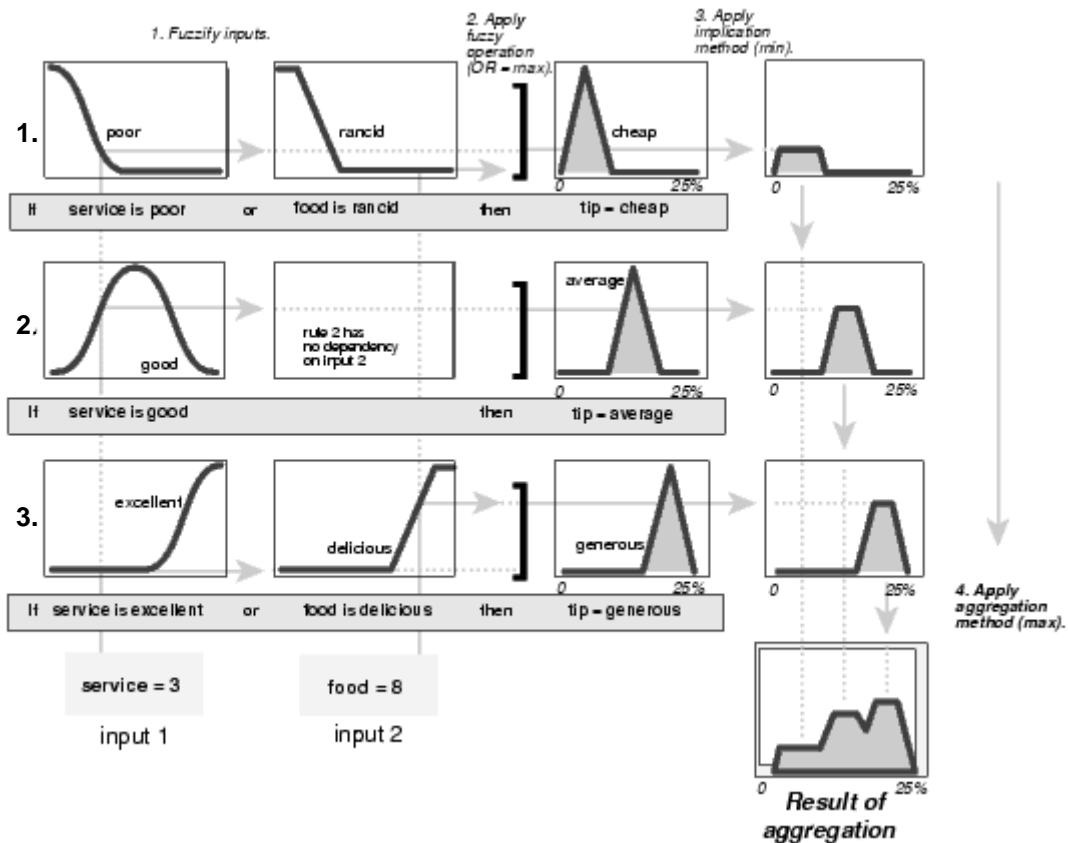 1. Fuzzify inputs.
2. Apply
fuzzy
operation
(OR = max).
3. Apply
implication
method (min).
1.
poor
rancid
cheap
0 25%
0 25%
If service is poor or food is rancid then tip = cheap
2.
good
rule 2 has
no dependency
on input 2
average
0 25%
0 25%
If service is good then tip = average
3.
excellent
delicious
generous
0 25%
25%
If service is excellent or food is delicious then tip = generous
4. Apply
aggregation
method (max).
service = 3
food = 8
input 1
input 2
0 25%
Result of
aggregation